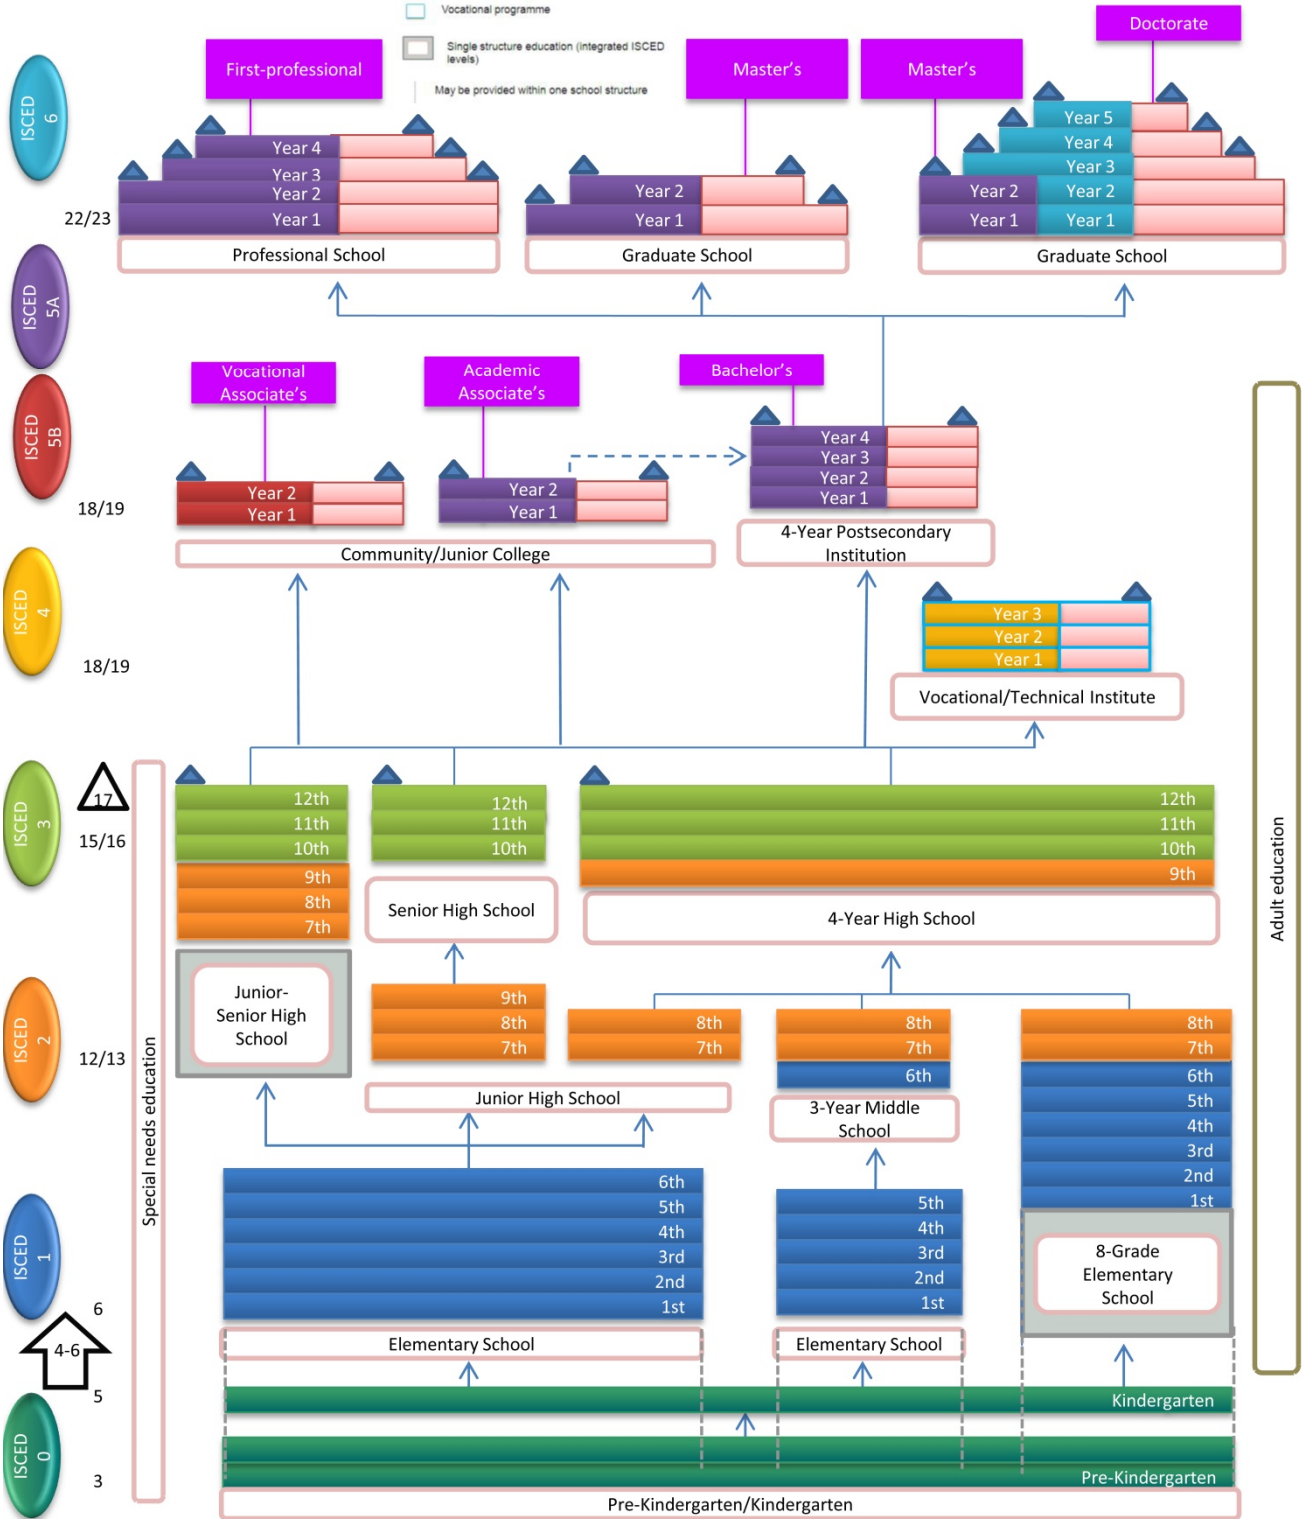 Vocational programme
Single structure education (integrated ISCED
levels)
May be provided within one school structure
Doctorate
First-professional
Master's
Master's
ISCED
6
Year 4
Year 3
Year 2
Year 1
Year 2
Year 1
Year 5
Year 4
Year 3
Year 2
Year 2
Year 1
Year 1
22/23
Professional School
Graduate School
Graduate School
ISCED
5A
Vocational
Associate's
Academic
Associate's
Bachelor's
ISCED
5B
Year 2
Year 1
Year 2
Year 1
Year 4
Year 3
Year 2
Year 1
18/19
Community/Junior College
4-Year Postsecondary
Institution
ISCED
4
Year 3
Year 2
Year 1
18/19
Vocational/Technical Institute
ISCED
3
17
15/16
12th
11th
10th
9th
8th
7th
12th
11th
10th
12th
11th
10th
9th
Senior High School
4-Year High School
Junior-
Senior High
School
ISCED
2
12/13
9th
8th
7th
8th
7th
8th
7th
6th
8th
7th
6th
5th
4th
3rd
2nd
1st
Junior High School
3-Year Middle
School
Special needs education
Adult education
ISCED
1
6th
5th
4th
3rd
2nd
1st
5th
4th
3rd
2nd
1st
8-Grade
Elementary
School
6
Elementary School
Elementary School
4-6
5
Kindergarten
ISCED
0
3
Pre-Kindergarten
Pre-Kindergarten/Kindergarten